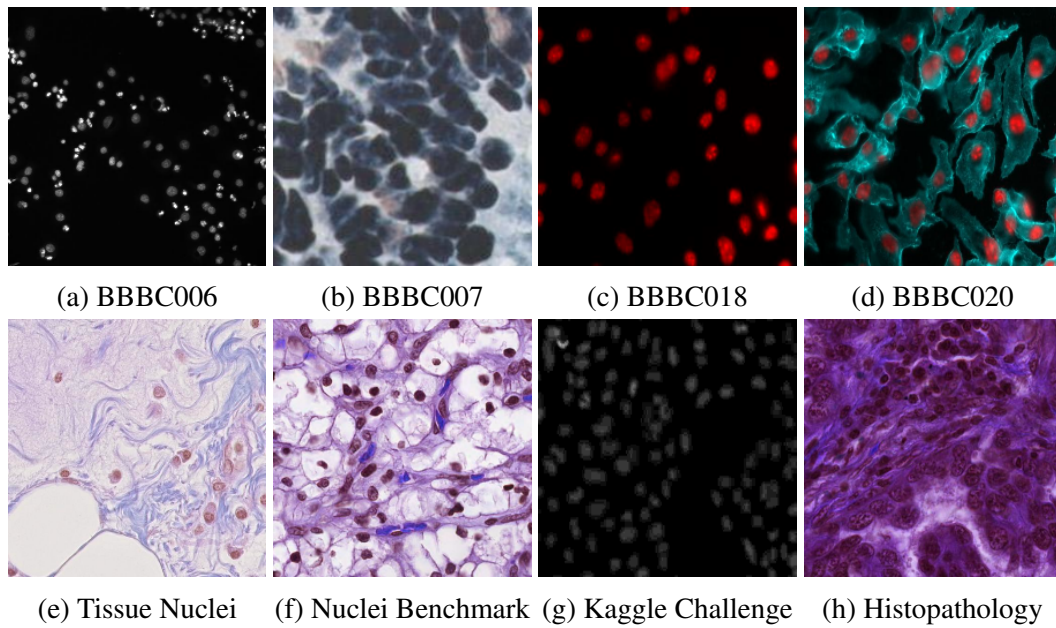 (a) BBBC006 (b) BBBC007 (c) BBBC018 (d) BBBC020
(e) Tissue Nuclei (f) Nuclei Benchmark (g) Kaggle Challenge (h) Histopathology